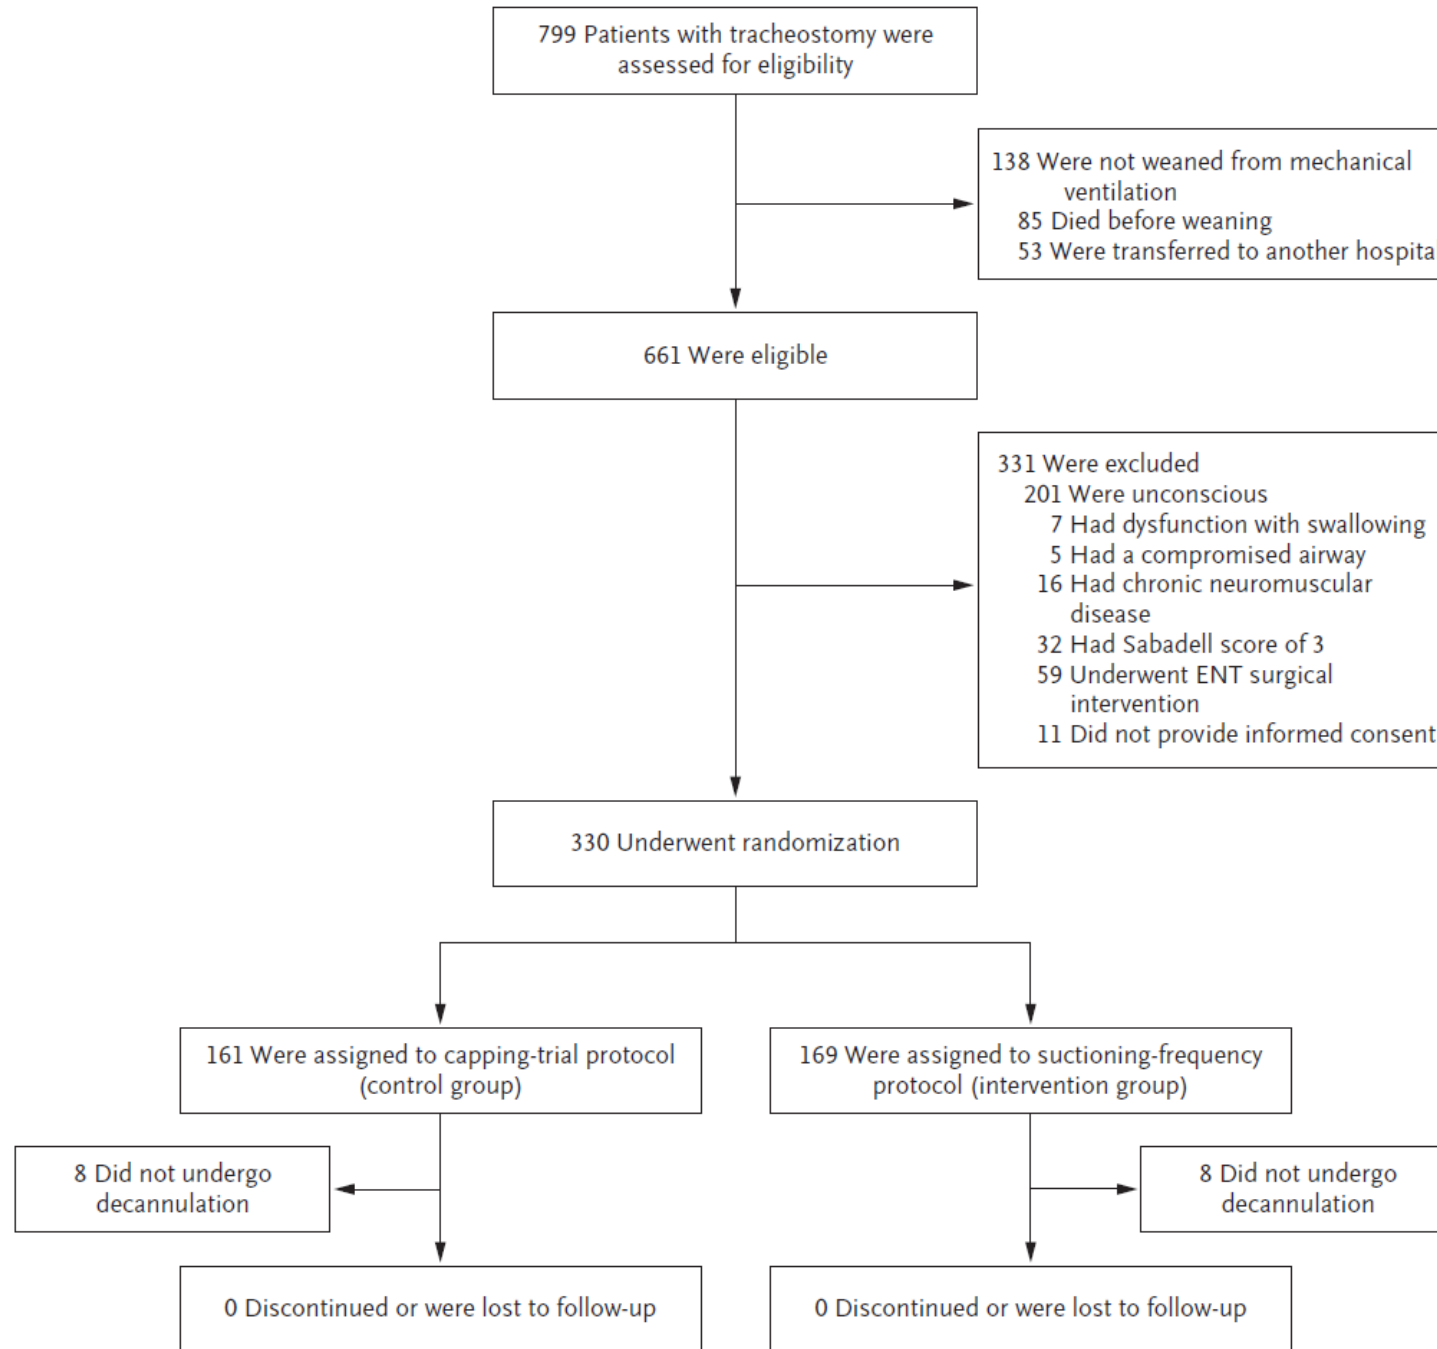 799 Patients with tracheostomy were
assessed for eligibility
138 Were not weaned from mechanical
ventilation
85 Died before weaning
53 Were transferred to another hospita
661 Were eligible
331 Were excluded
201 Were unconscious
7 Had dysfunction with swallowing
5 Had a compromised airway
16 Had chronic neuromuscular
disease
32 Had Sabadell score of 3
59 Underwent ENT surgical
intervention
11 Did not provide informed consent
330 Underwent randomization
161 Were assigned to capping-trial protocol
(control group)
169 Were assigned to suctioning-frequency
protocol (intervention group)
8 Did not undergo
decannulation
8 Did not undergo
decannulation
0 Discontinued or were lost to follow-up
0 Discontinued or were lost to follow-up